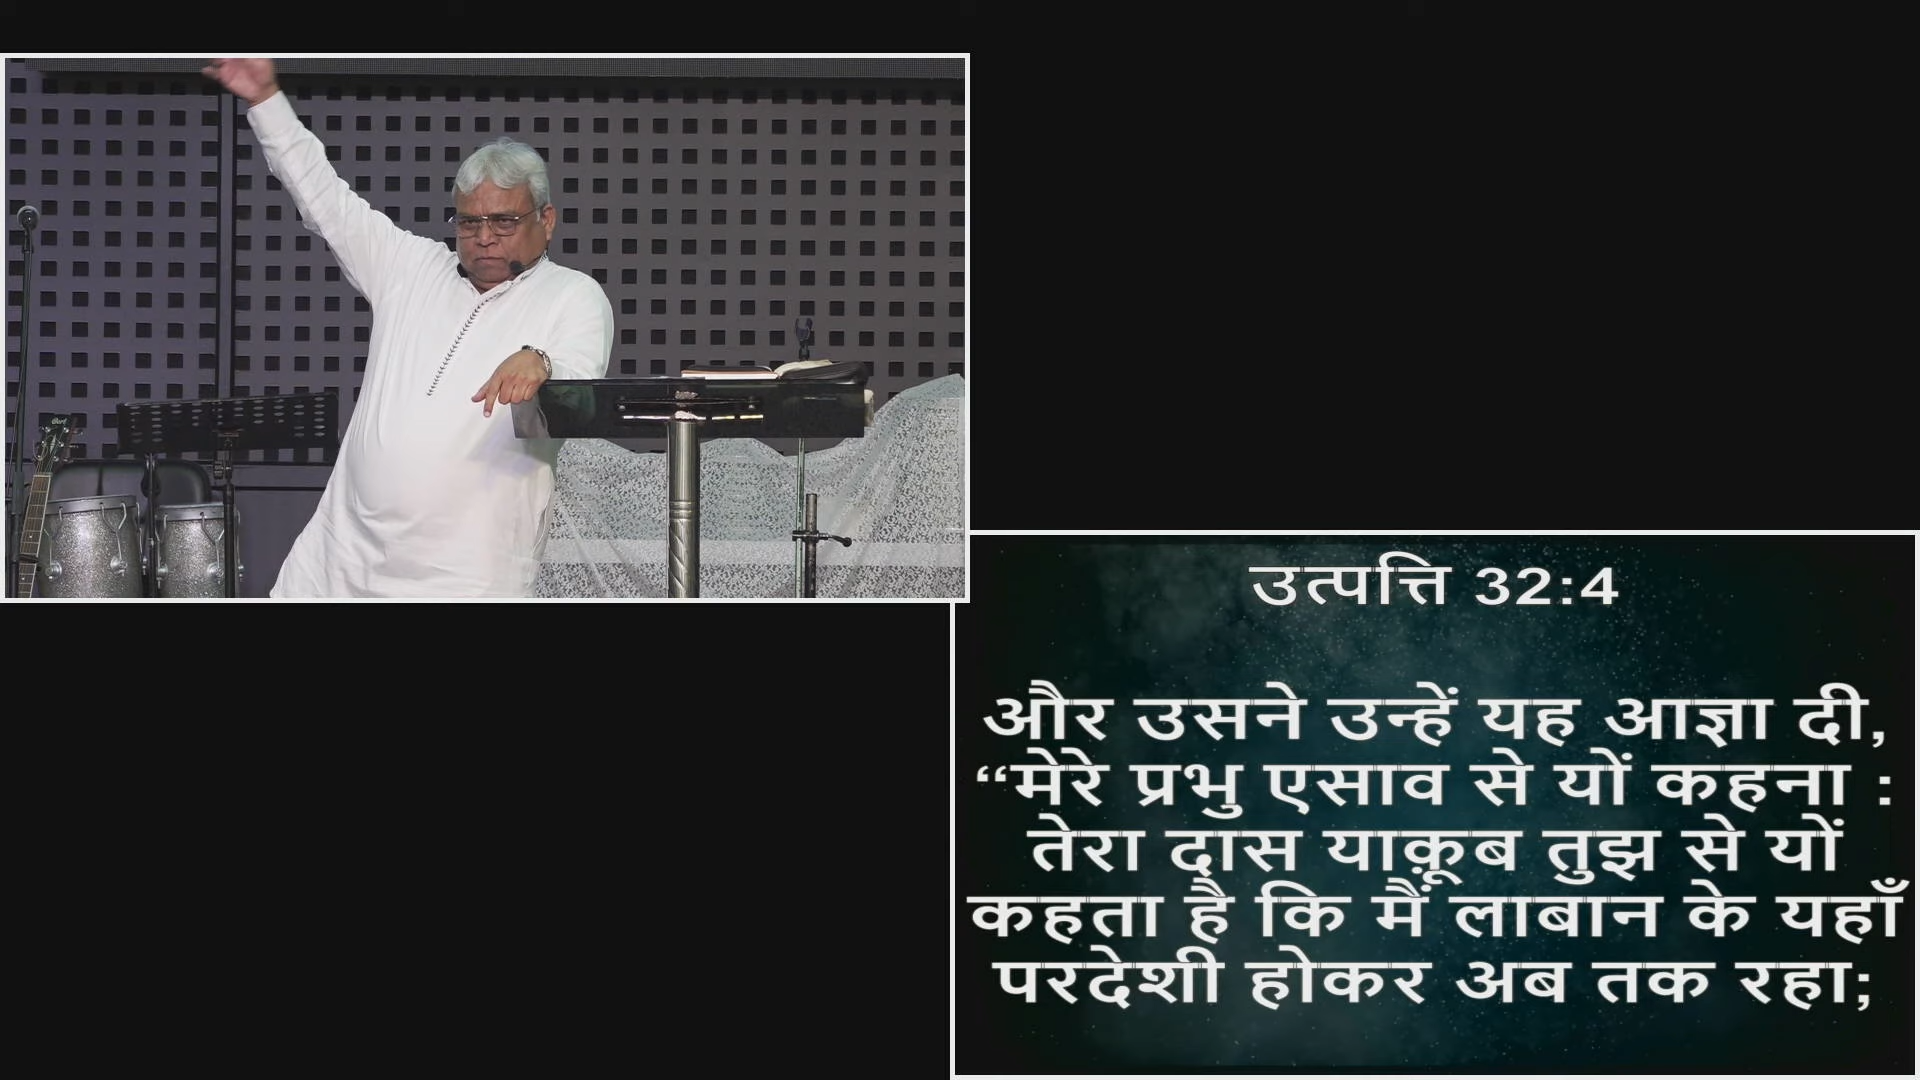 उत्पत्ति 32:4
और उसने उन्हें यह आज्ञा दी,
“मेरे प्रभु एसाव से यों कहना :
तेरा दास याक़ूब तुझ से यों
कहता है कि मैं लाबान के यहाँ
परदेशी होकर अब तक रहा;